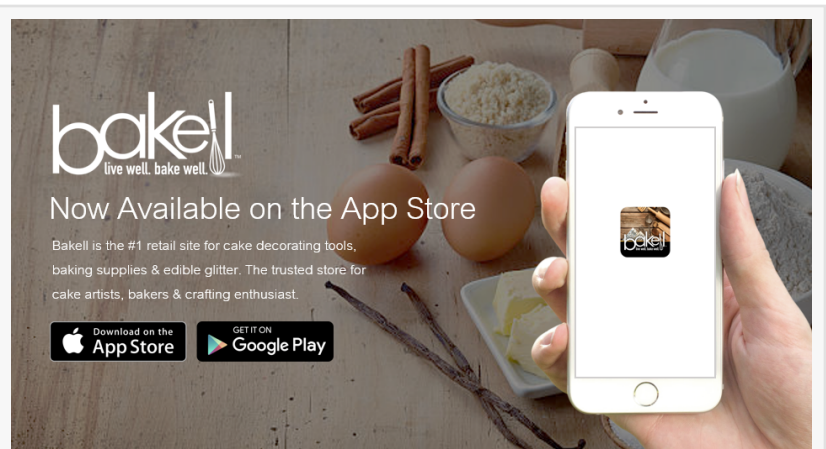 bakell
™
live well. bake well.
Now Available on the App Store
Bakell is the #1 retail site for cake decorating tools,
baking supplies & edible glitter. The trusted store for
cake artists, bakers & crafting enthusiast.
Download on the
App Store
GET IT ON
Google Play
bakell